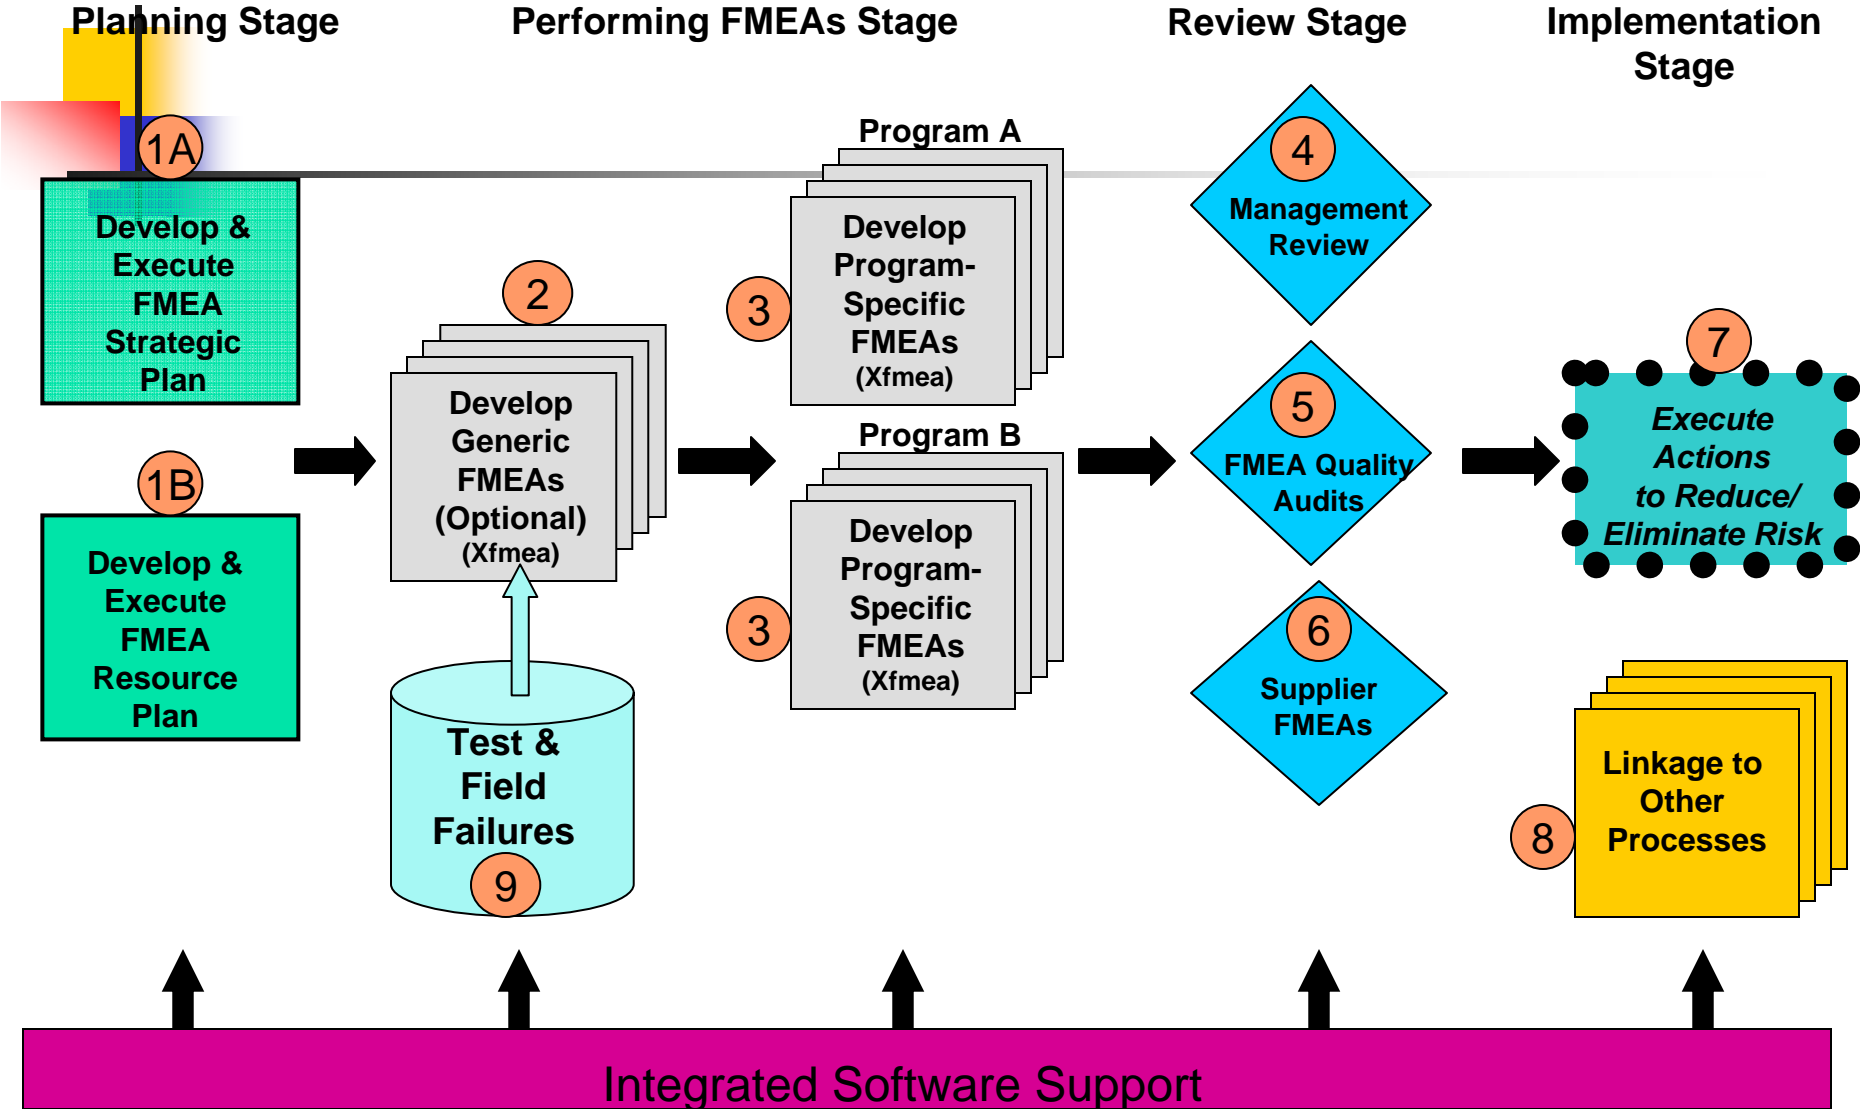 Planning Stage
Performing FMEAs Stage
Review Stage
Implementation
Stage
1A
Develop &
Execute
FMEA
Strategic
Plan
1B
Develop &
Execute
FMEA
Resource
Plan
2
Develop
Generic
FMEAs
(Optional)
(Xfmea)
Test &
Field
Failures
9
Program A
3
Develop
Program-
Specific
FMEAs
(Xfmea)
Program B
3
Develop
Program-
Specific
FMEAs
(Xfmea)
4
Management
Review
5
FMEA Quality
Audits
6
Supplier
FMEAs
7
Execute
Actions
to Reduce/
Eliminate Risk
8
Linkage to
Other
Processes
Integrated Software Support